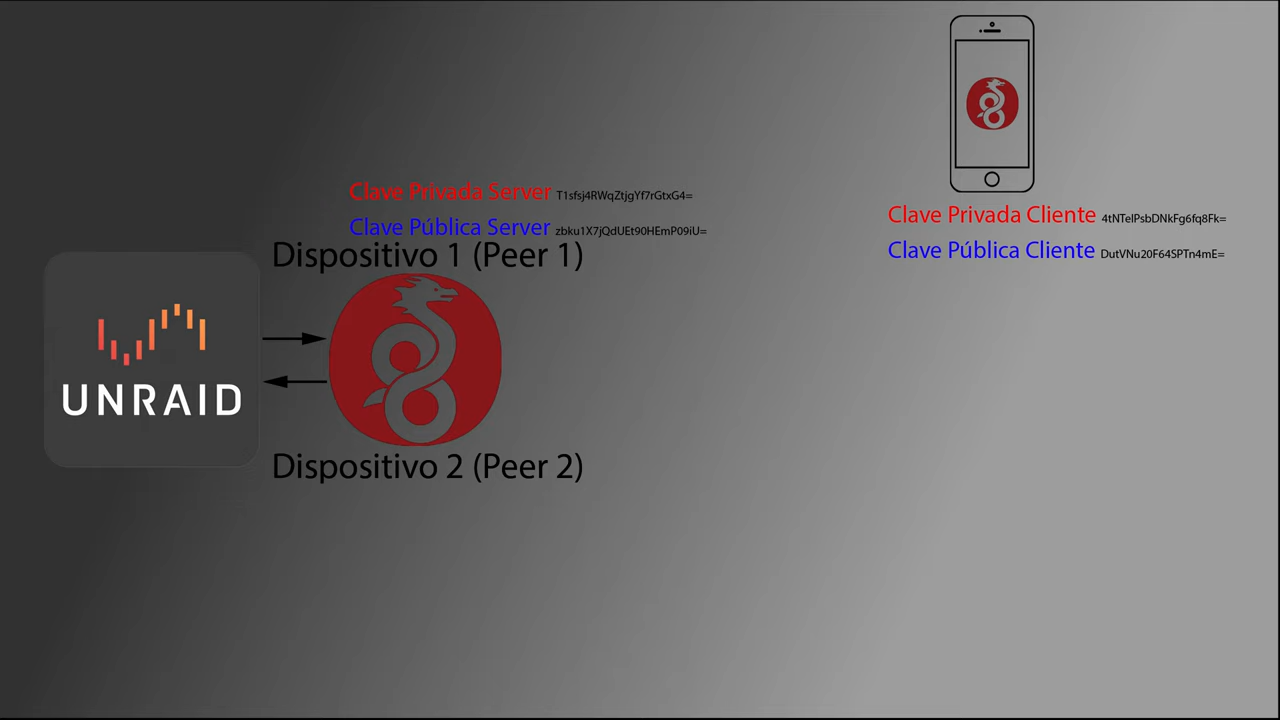 Clave Privada Server T1sfsj4RWqZtjgYf7rGtxG4=
Clave Pública Server zbku1X7jQdUEt90HEmP09iU=
Dispositivo 1 (Peer 1)
UNRAID
Dispositivo 2 (Peer 2)
Clave Privada Cliente 4tNTelPsbDNkFg6fq8Fk=
Clave Pública Cliente DutVNu20F64SPTn4mE=